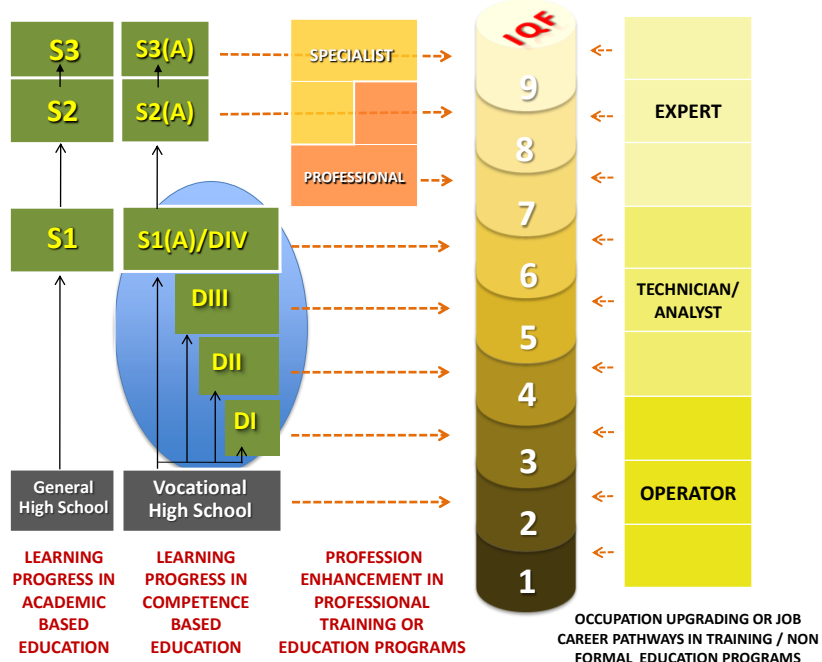 S3
S3(A)
SPECIALIST
IQF
9
S2
S2(A)
EXPERT
8
PROFESSIONAL
7
S1
S1(A)/DIV
6
DIII
TECHNICIAN/
ANALYST
5
DII
4
DI
3
General
High School
Vocational
High School
OPERATOR
2
1
LEARNING
PROGRESS IN
ACADEMIC
BASED
EDUCATION
LEARNING
PROGRESS IN
COMPETENCE
BASED
EDUCATION
PROFESSION
ENHANCEMENT IN
PROFESSIONAL
TRAINING OR
EDUCATION PROGRAMS
OCCUPATION UPGRADING OR JOB
CAREER PATHWAYS IN TRAINING / NON
FORMAL EDUCATION PROGRAMS